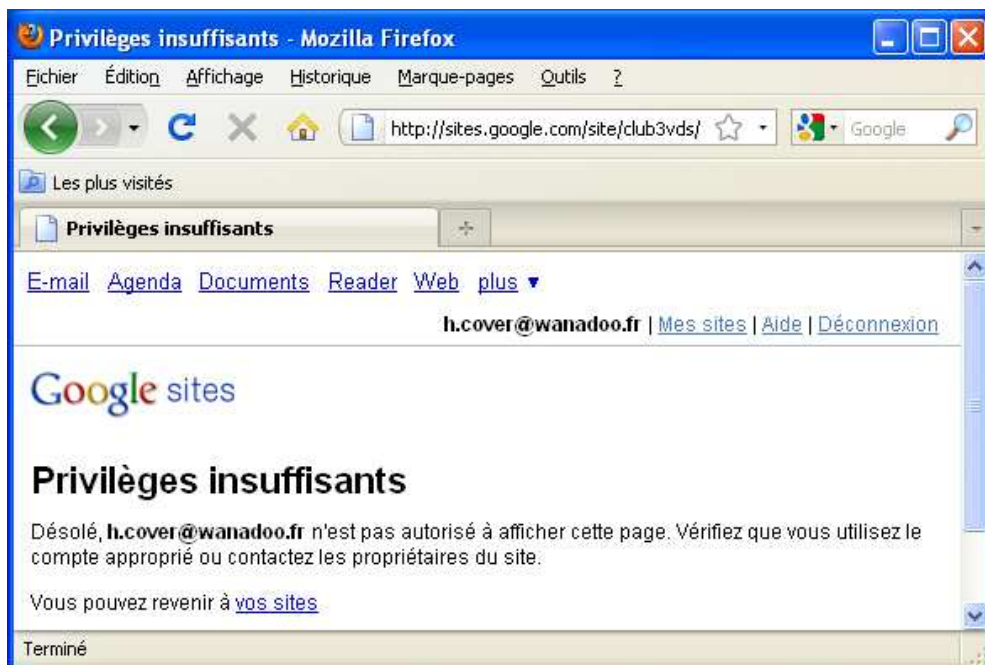 Privilèges insuffisants - Mozilla Firefox
Fichier Édition Affichage Historique Marque-pages Outils ?
http://sites.google.com/site/club3vds/ Google
Les plus visités
Privilèges insuffisants
E-mail Agenda Documents Reader Web plus ▼
h.cover@wanadoo.fr | Mes sites | Aide | Déconnexion
Google sites
Privilèges insuffisants
Désolé, h.cover@wanadoo.fr n'est pas autorisé à afficher cette page. Vérifiez que vous utilisez le
compte approprié ou contactez les propriétaires du site.
Vous pouvez revenir à vos sites
Terminé